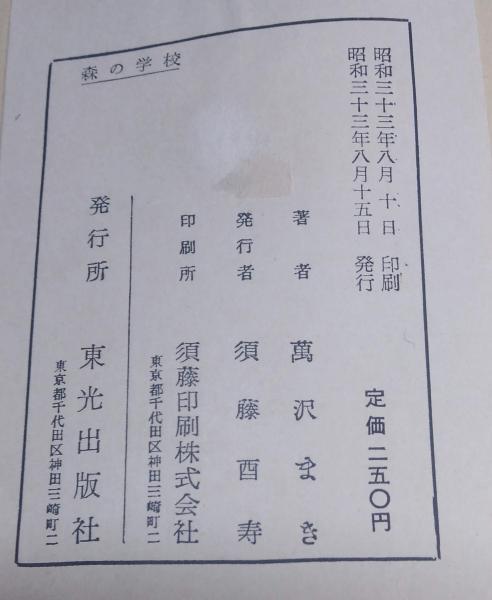 森の学校
昭和三十三年八月十日 印刷
昭和三十三年八月十五日 発行
定価二五〇円
著者 萬沢まき
発行者 須藤酉寿
印刷所 須藤印刷株式会社
東京都千代田区神田三崎町二
発行所 東光出版社
東京都千代田区神田三崎町二